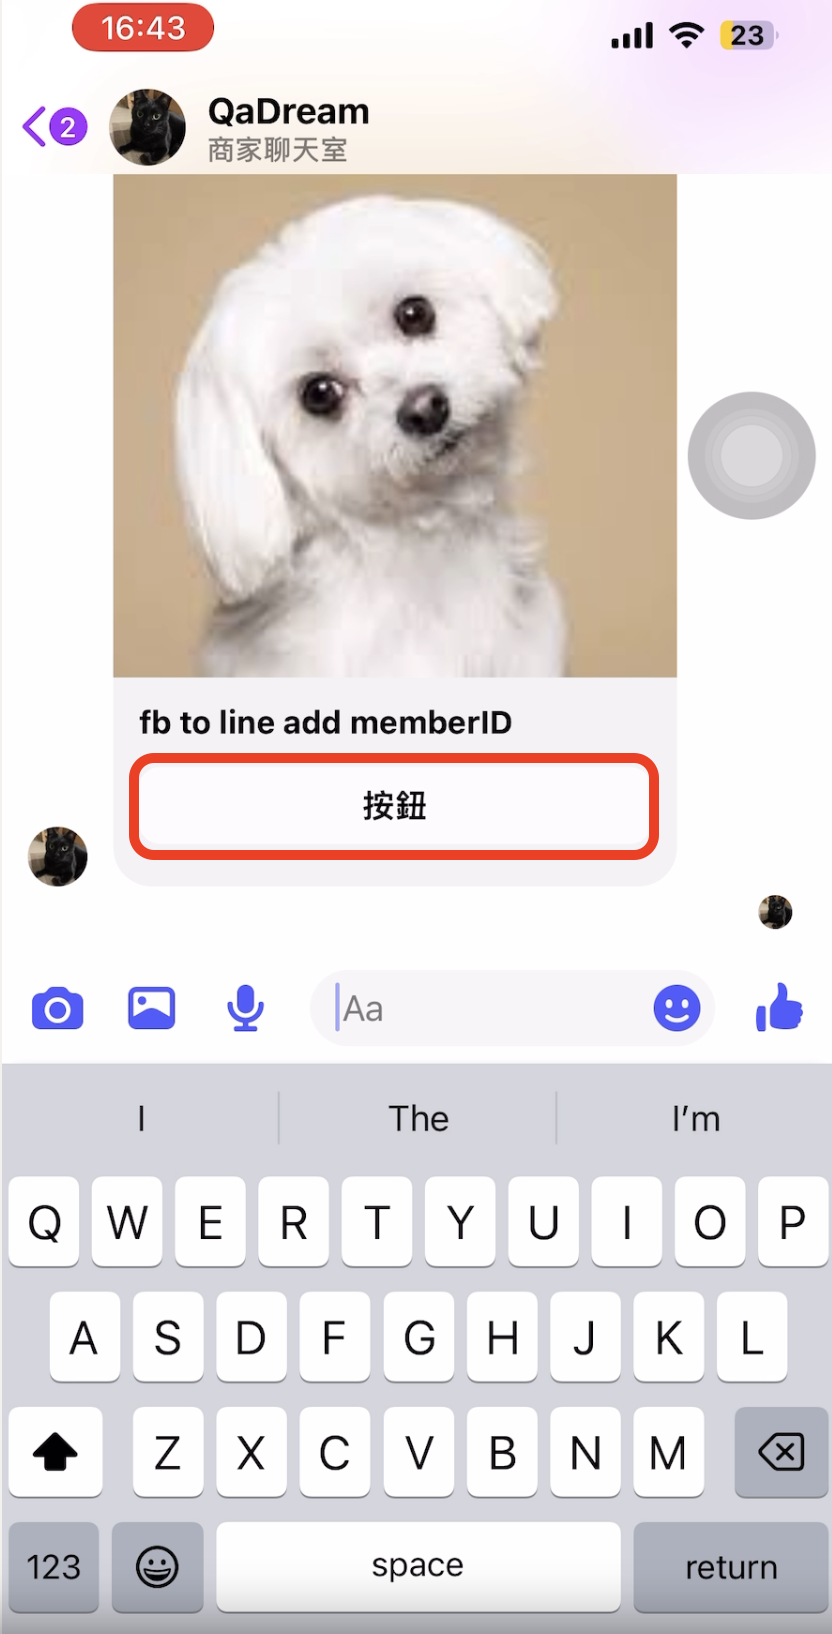 16:43
23
2
QaDream
商家聊天室
fb to line add memberID
按鈕
Aa
I The I’m
Q W E R T Y U I O P
A S D F G H J K L
Z X C V B N M
123 space return